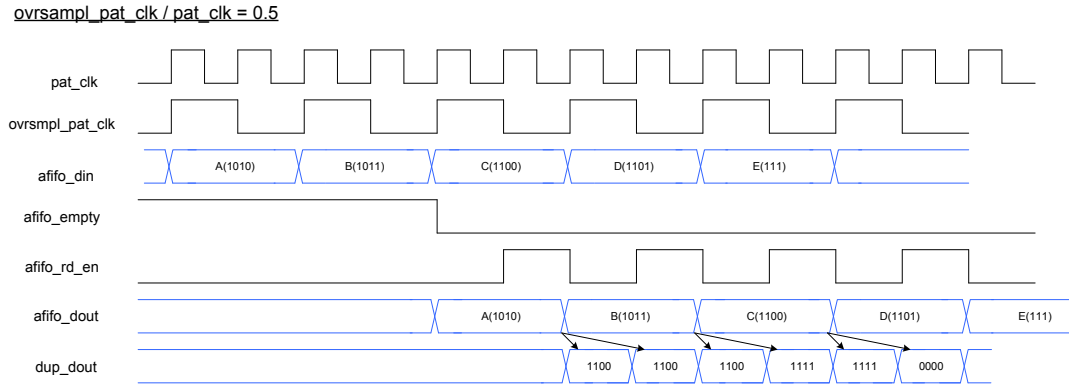 ovrsampl_pat_clk / pat_clk = 0.5
pat_clk
ovrsmpl_pat_clk
afifo_din A(1010) B(1011) C(1100) D(1101) E(111)
afifo_empty
afifo_rd_en
afifo_dout A(1010) B(1011) C(1100) D(1101) E(111)
dup_dout 1100 1100 1100 1111 1111 0000